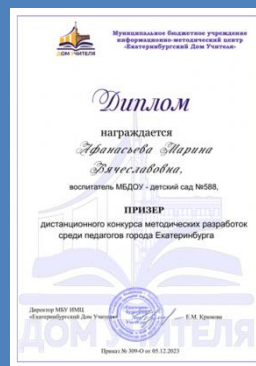 Муниципальное бюджетное учреждение
информационно-методический центр
«Екатеринбургский Дом Учителя»
ДОМ УЧИТЕЛЯ
Диплом
награждается
Афанасьева Марина
Вячеславовна,
воспитатель МБДОУ - детский сад №588,
ПРИЗЕР
дистанционного конкурса методических разработок
среди педагогов города Екатеринбурга
Директор МБУ ИМЦ
«Екатеринбургский Дом Учителя»
Е.М. Крюкова
ДОМ УЧИТЕЛЯ
Приказ № 309-О от 05.12.2023